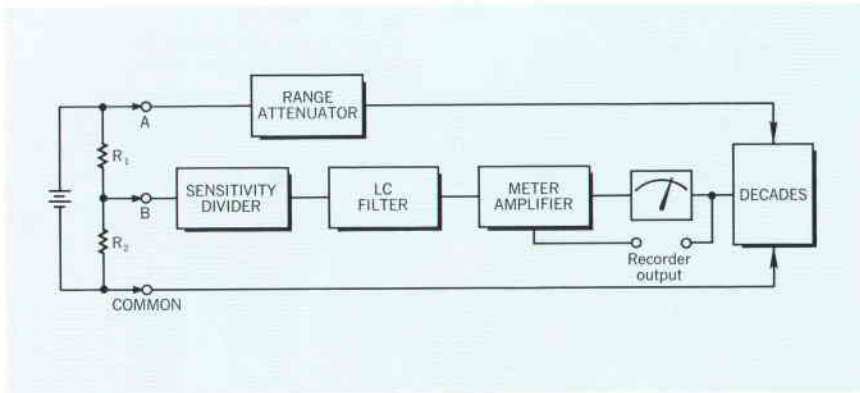 RANGE
ATTENUATOR
A
R₁
SENSITIVITY
DIVIDER
LC
FILTER
METER
AMPLIFIER
DECADES
B
R₂
Recorder
output
COMMON